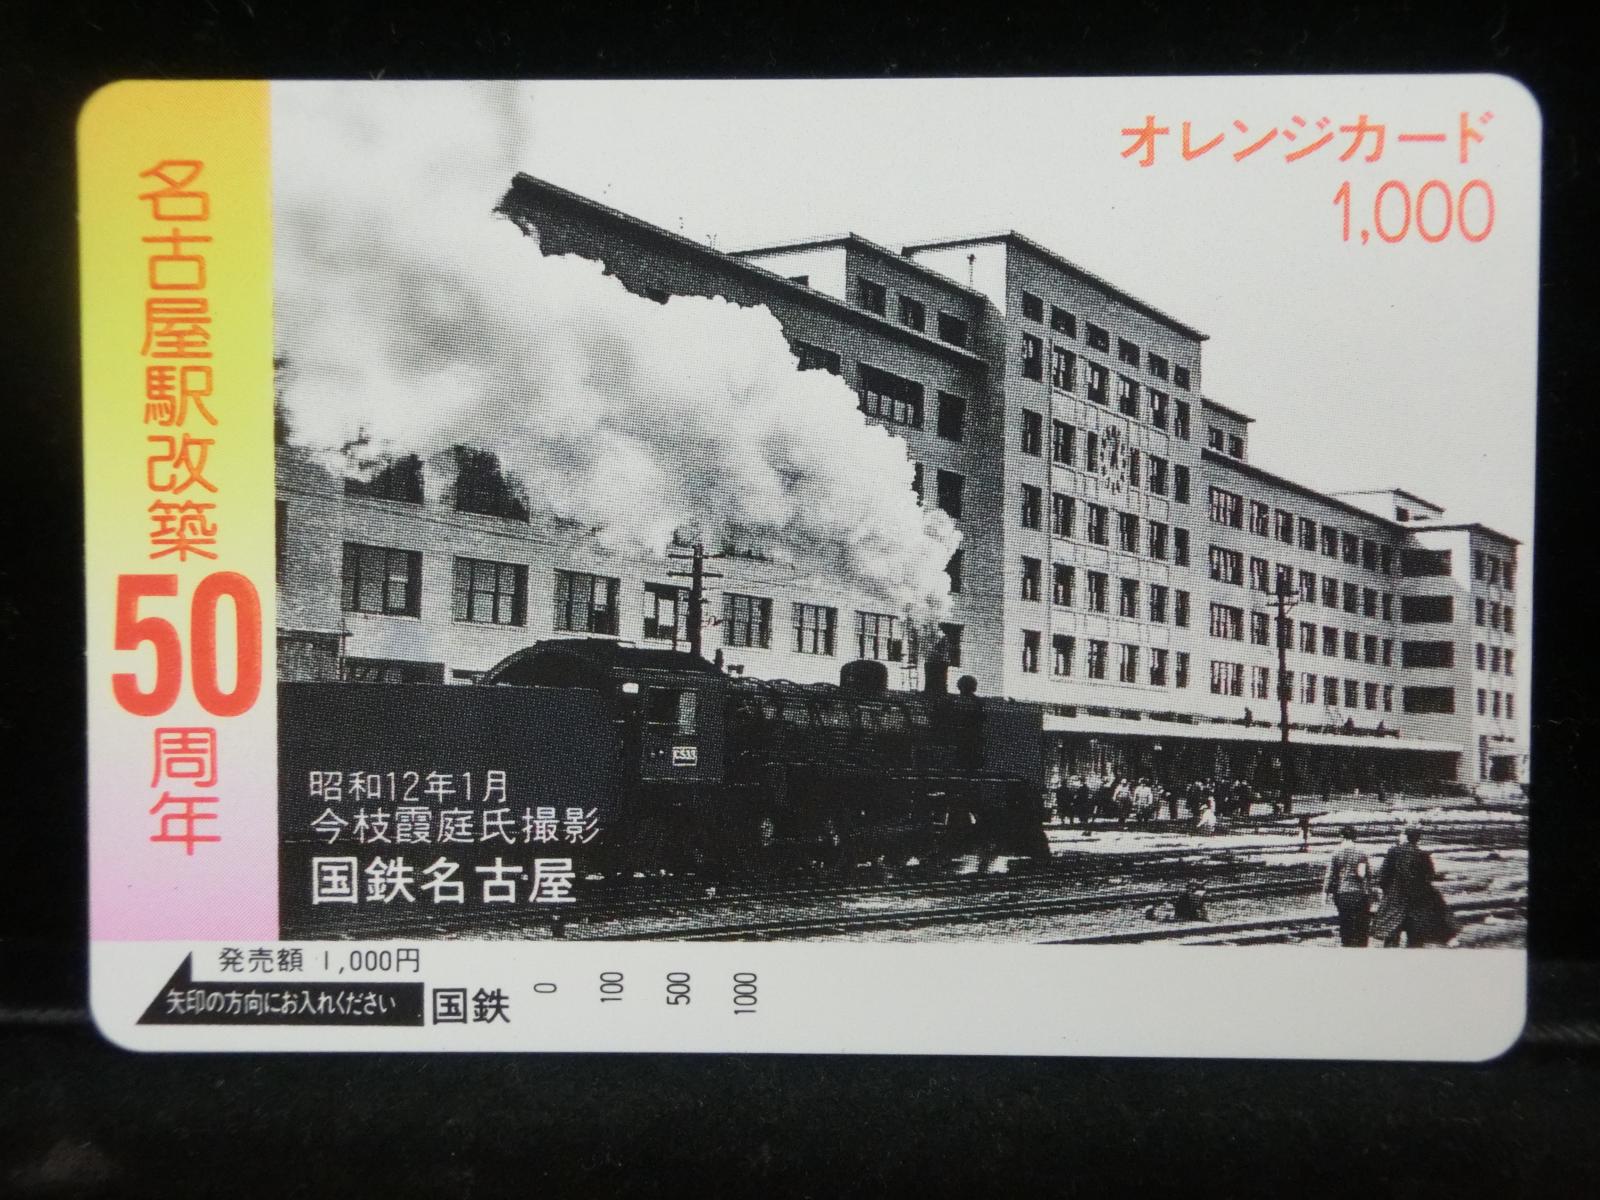 オレンジカード
1,000
名古屋駅改築50周年
昭和12年1月
今枝霞庭氏撮影
国鉄名古屋
発売額 1,000円
矢印の方向にお入れください 国鉄 0 100 500 1000